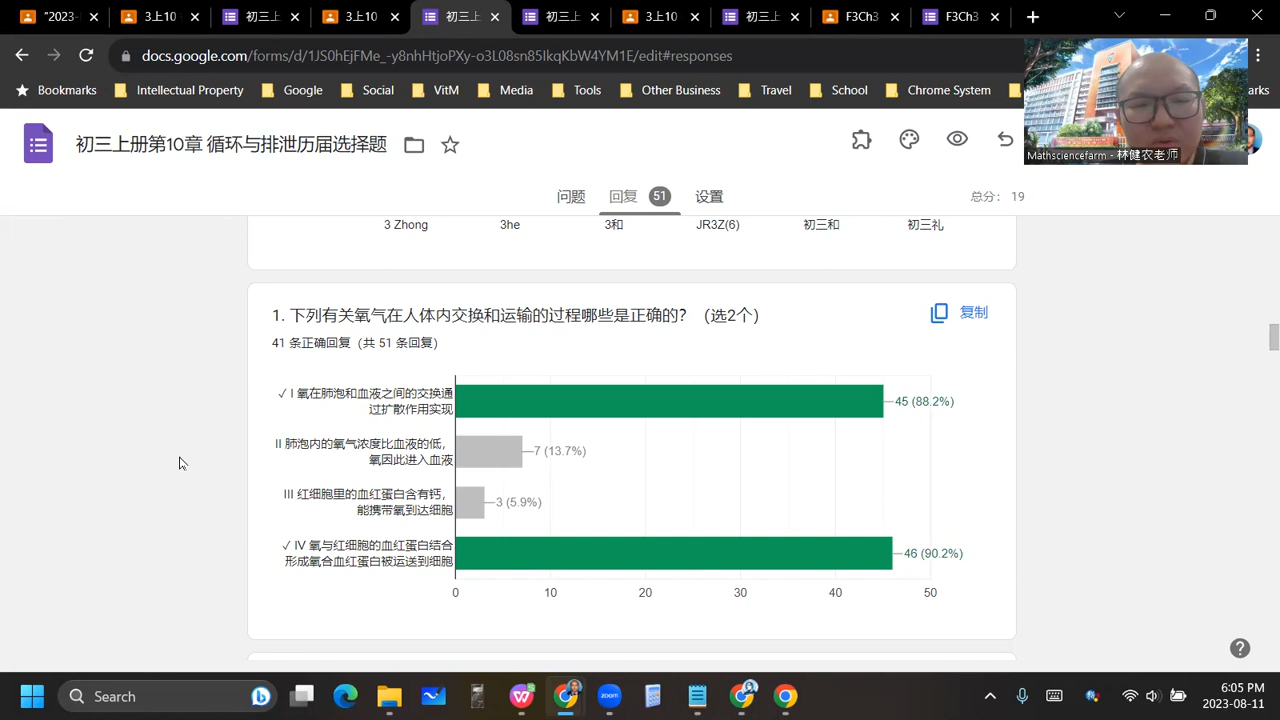 "2023-
3上10
初三上
3上10
初三上
初三上
3上10
初三上
F3Ch3
F3Ch3
docs.google.com/forms/d/1JS0hEjFNxe_-y8nhHtjoPXy-o3L08sn85IkqKbW4YM1E/edit#responses
Bookmarks
Intellectual Property
Google
Social
VitM
Media
Tools
Other Business
Travel
School
Chrome System
Mathsciencefarm - 林健农老师
初三上册第10章 循环与排泄历届选择题
问题
回复 51
设置
总分: 19
3 Zhong
3he
3和
JR3Z(6)
初三和
初三礼
1. 下列有关氧气在人体内交换和运输的过程哪些是正确的？（选2个）
复制
41 条正确回复（共 51 条回复）
✓ I 氧在肺泡和血液之间的交换通
过扩散作用实现
45 (88.2%)
II 肺泡内的氧气浓度比血液的低，
氧因此进入血液
7 (13.7%)
III 红细胞里的血红蛋白含有钙，
能携带氧到达细胞
3 (5.9%)
✓ IV 氧与红细胞的血红蛋白结合
形成氧合血红蛋白被运送到细胞
46 (90.2%)
0
10
20
30
40
50
Search
6:05 PM
2023-08-11